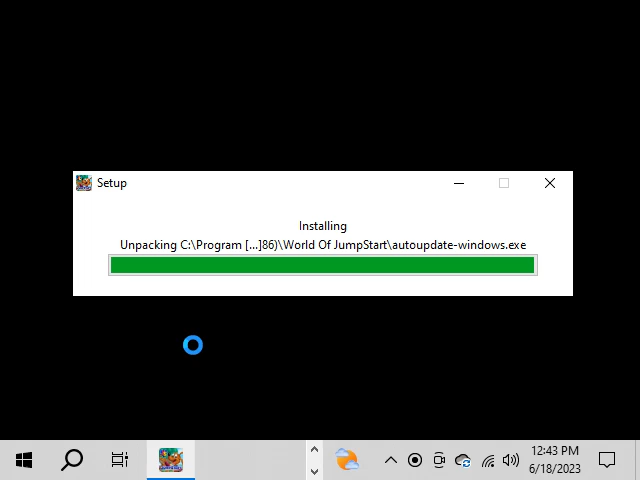 Setup
Installing
Unpacking C:\Program [...]86)\World Of JumpStart\autoupdate-windows.exe
12:43 PM
6/18/2023